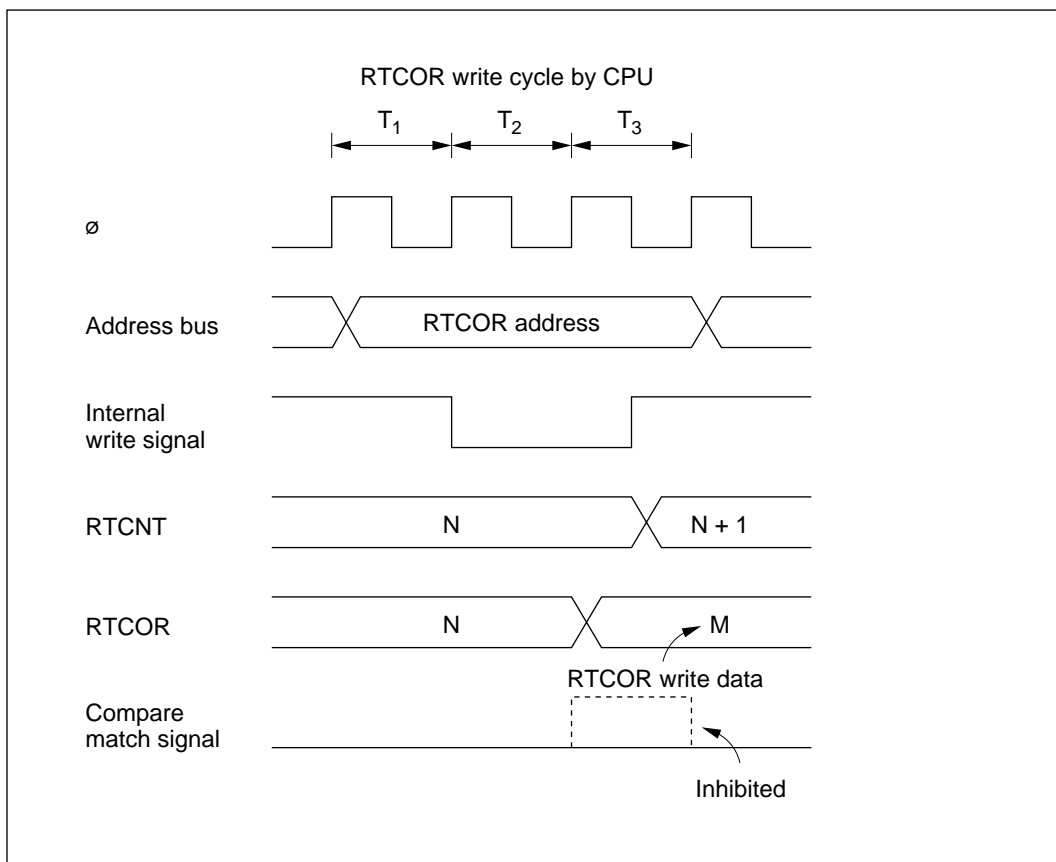 RTCOR write cycle by CPU
T1 T2 T3
ø
Address bus RTCOR address
Internal
write signal
RTCNT N N + 1
RTCOR N M
RTCOR write data
Compare
match signal
Inhibited